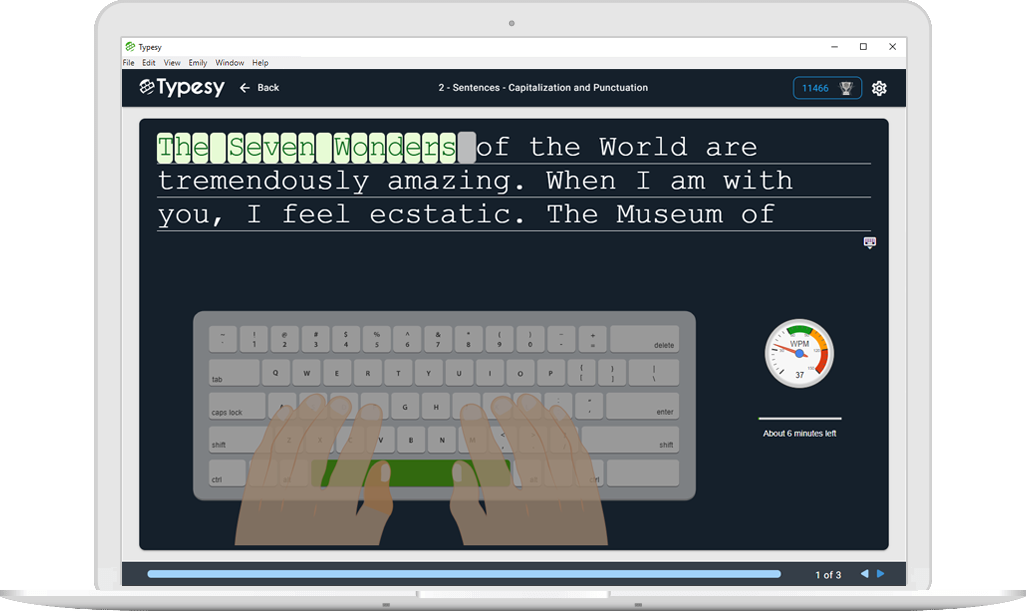 Typesy
File Edit View Emily Window Help
Typesy Back 2 - Sentences - Capitalization and Punctuation 11466
The Seven Wonders of the World are
tremendously amazing. When I am with
you, I feel ecstatic. The Museum of
~ ! @ # $ % ^ & * ( ) - +
` 1 2 3 4 5 6 7 8 9 0 - = delete
tab Q W E R T Y U I O P { [ } ] | \
caps lock A G H " ' enter
shift Z X V B N M < , shift
ctrl alt alt ctrl
WPM
37
About 6 minutes left
1 of 3